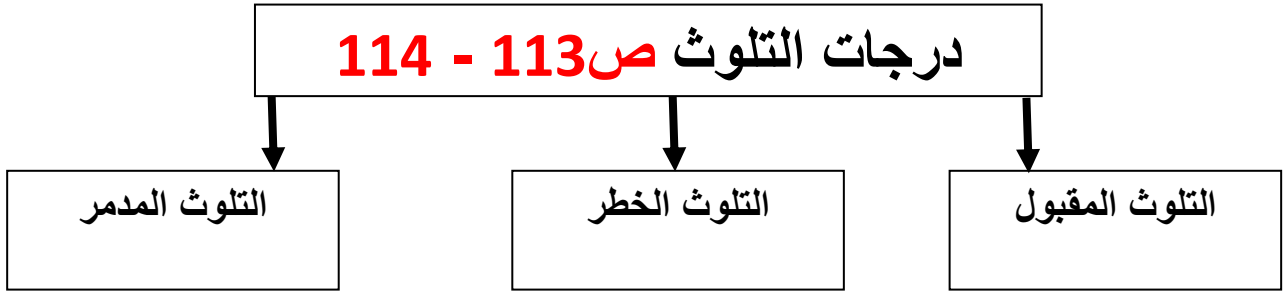 درجات التلوث ص113 - 114
التلوث المقبول
التلوث الخطر
التلوث المدمر